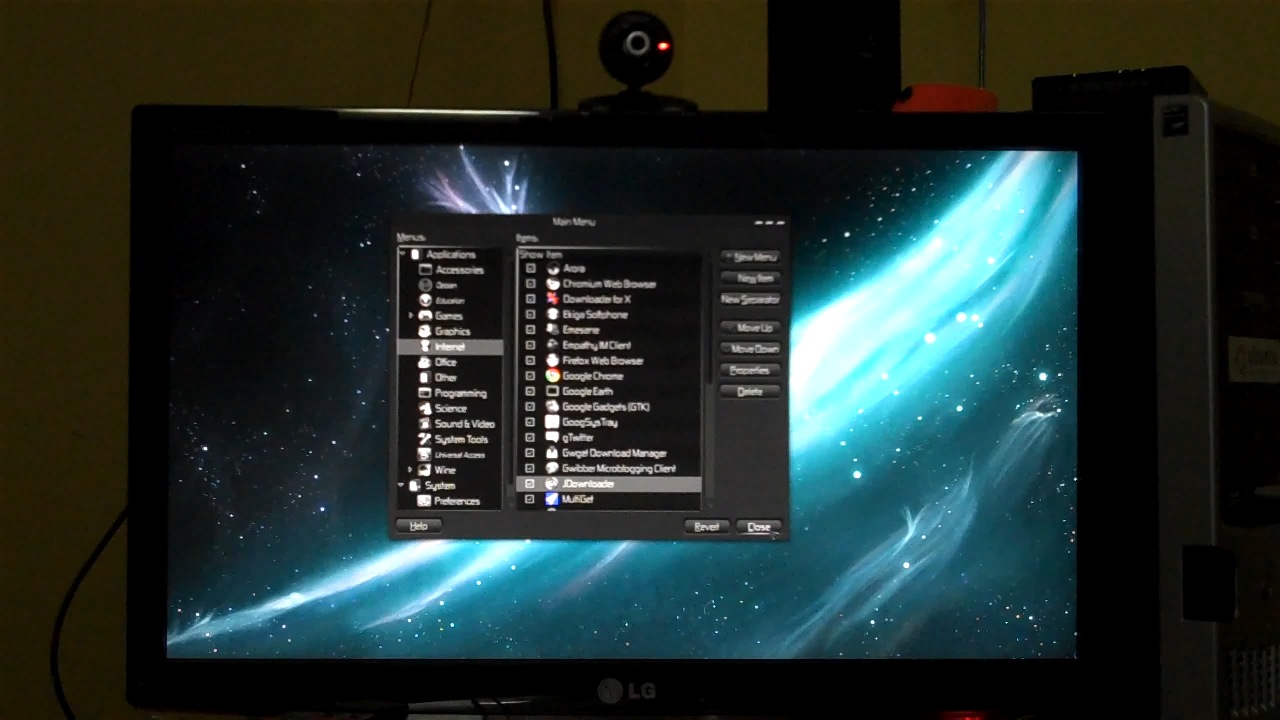 Main Menu
Menus:
Applications
Accessories
Education
Games
Graphics
Internet
Office
Other
Programming
Science
Sound & Video
System Tools
Universal Access
Wine
System
Preferences
Items:
Show Item
Arora
Chromium Web Browser
Downloader for X
Ekiga Softphone
Emesene
Empathy IM Client
Firefox Web Browser
Google Chrome
Google Earth
Google Gadgets (GTK)
GoogSysTray
gTwitter
Gwget Download Manager
Gwibber Microblogging Client
JDownloader
MultiGet
New Menu
New Item
New Separator
Move Up
Move Down
Properties
Delete
Help
Revert
Close
LG